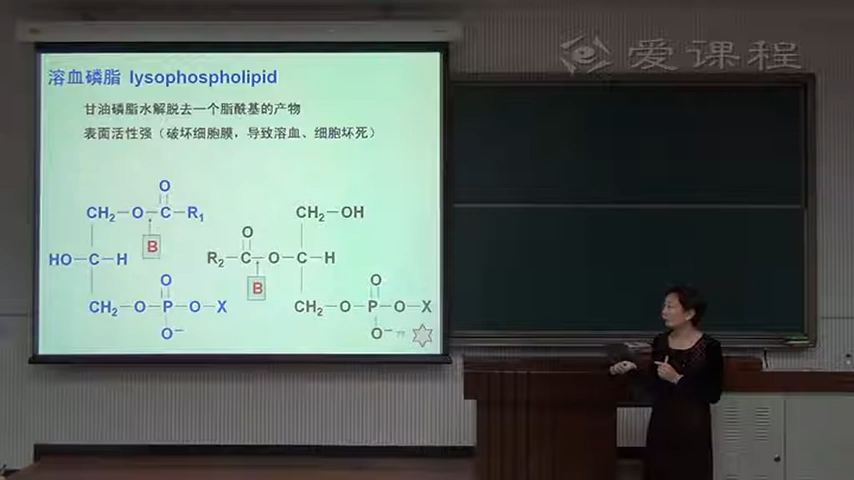 爱课程
溶血磷脂 lysophospholipid
甘油磷脂水解脱去一个脂酰基的产物
表面活性强（破坏细胞膜，导致溶血、细胞坏死）
O
CH₂—O—C—R₁
B
HO—C—H
O
CH₂—O—P—O—X
O⁻
CH₂—OH
O
R₂—C—O—C—H
B
O
CH₂—O—P—O—X
O⁻